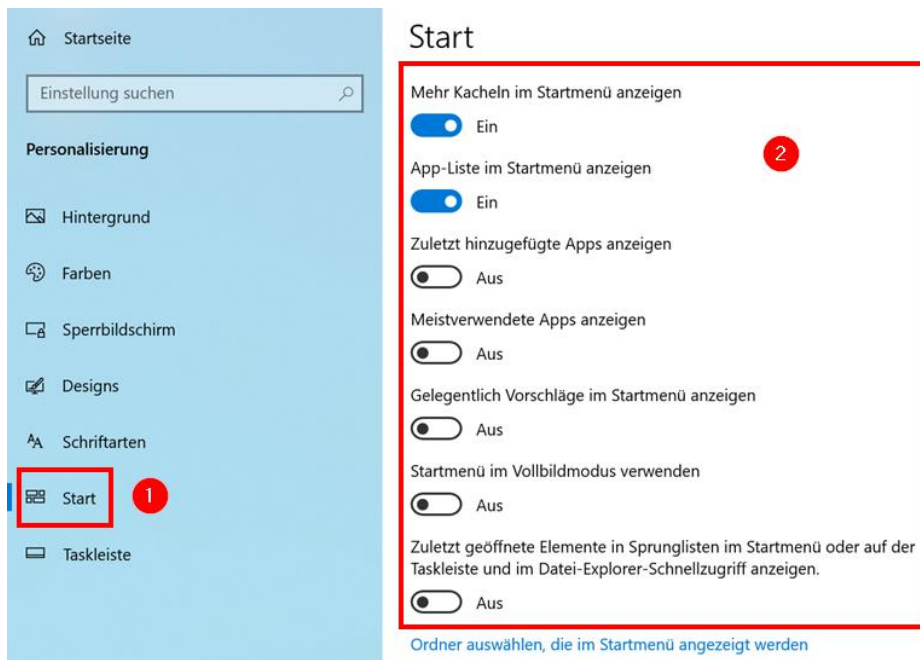 Startseite
Einstellung suchen
Personalisierung
Hintergrund
Farben
Sperrbildschirm
Designs
Schriftarten
Start
1
Taskleiste
Start
Mehr Kacheln im Startmenü anzeigen
Ein
2
App-Liste im Startmenü anzeigen
Ein
Zuletzt hinzugefügte Apps anzeigen
Aus
Meistverwendete Apps anzeigen
Aus
Gelegentlich Vorschläge im Startmenü anzeigen
Aus
Startmenü im Vollbildmodus verwenden
Aus
Zuletzt geöffnete Elemente in Sprunglisten im Startmenü oder auf der
Taskleiste und im Datei-Explorer-Schnellzugriff anzeigen.
Aus
Ordner auswählen, die im Startmenü angezeigt werden